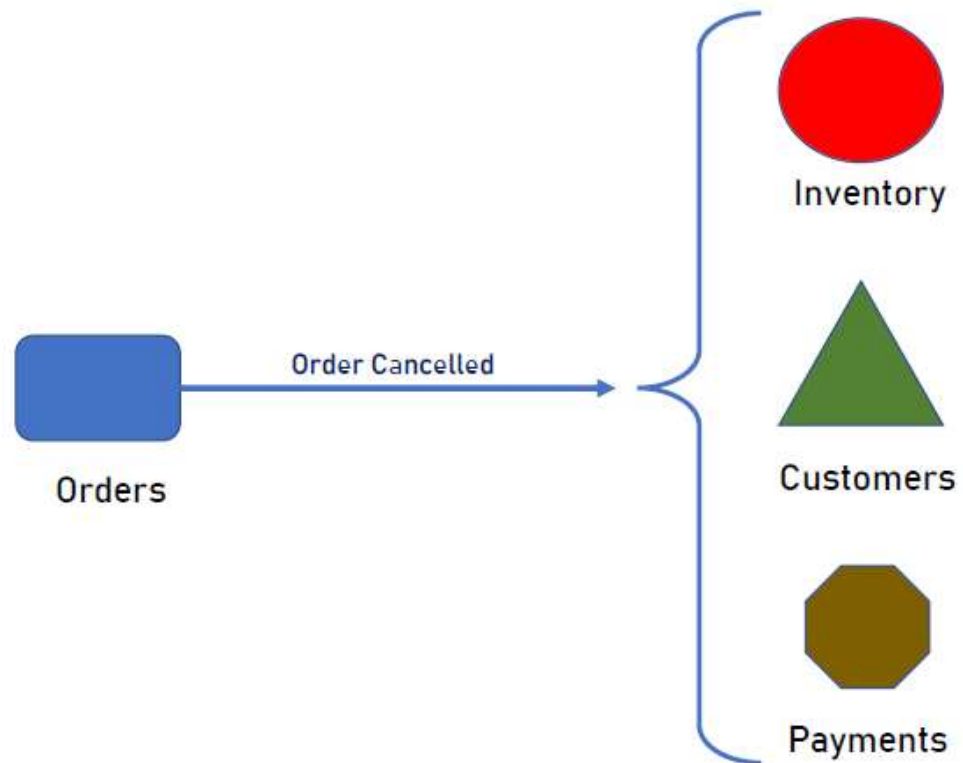 Inventory
Order Cancelled
Orders
Customers
Payments